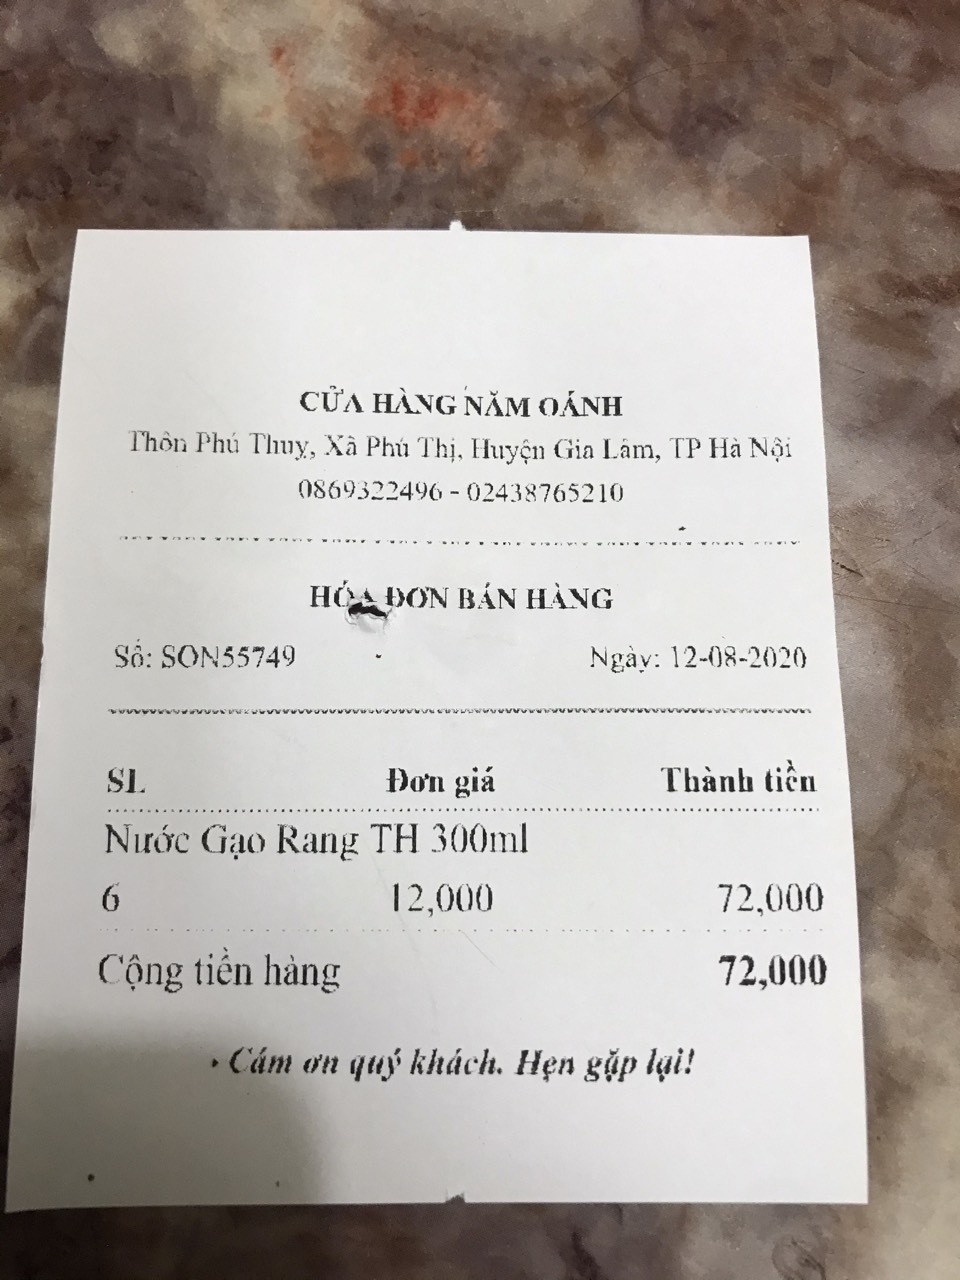 CỬA HÀNG NĂM OÁNH
Thôn Phú Thuỵ, Xã Phú Thị, Huyện Gia Lâm, TP Hà Nội
0869322496 - 02438765210
HÓA ĐƠN BÁN HÀNG
Số: SON55749 Ngày: 12-08-2020
SL Đơn giá Thành tiền
Nước Gạo Rang TH 300ml
6 12,000 72,000
Cộng tiền hàng 72,000
Cám ơn quý khách. Hẹn gặp lại!